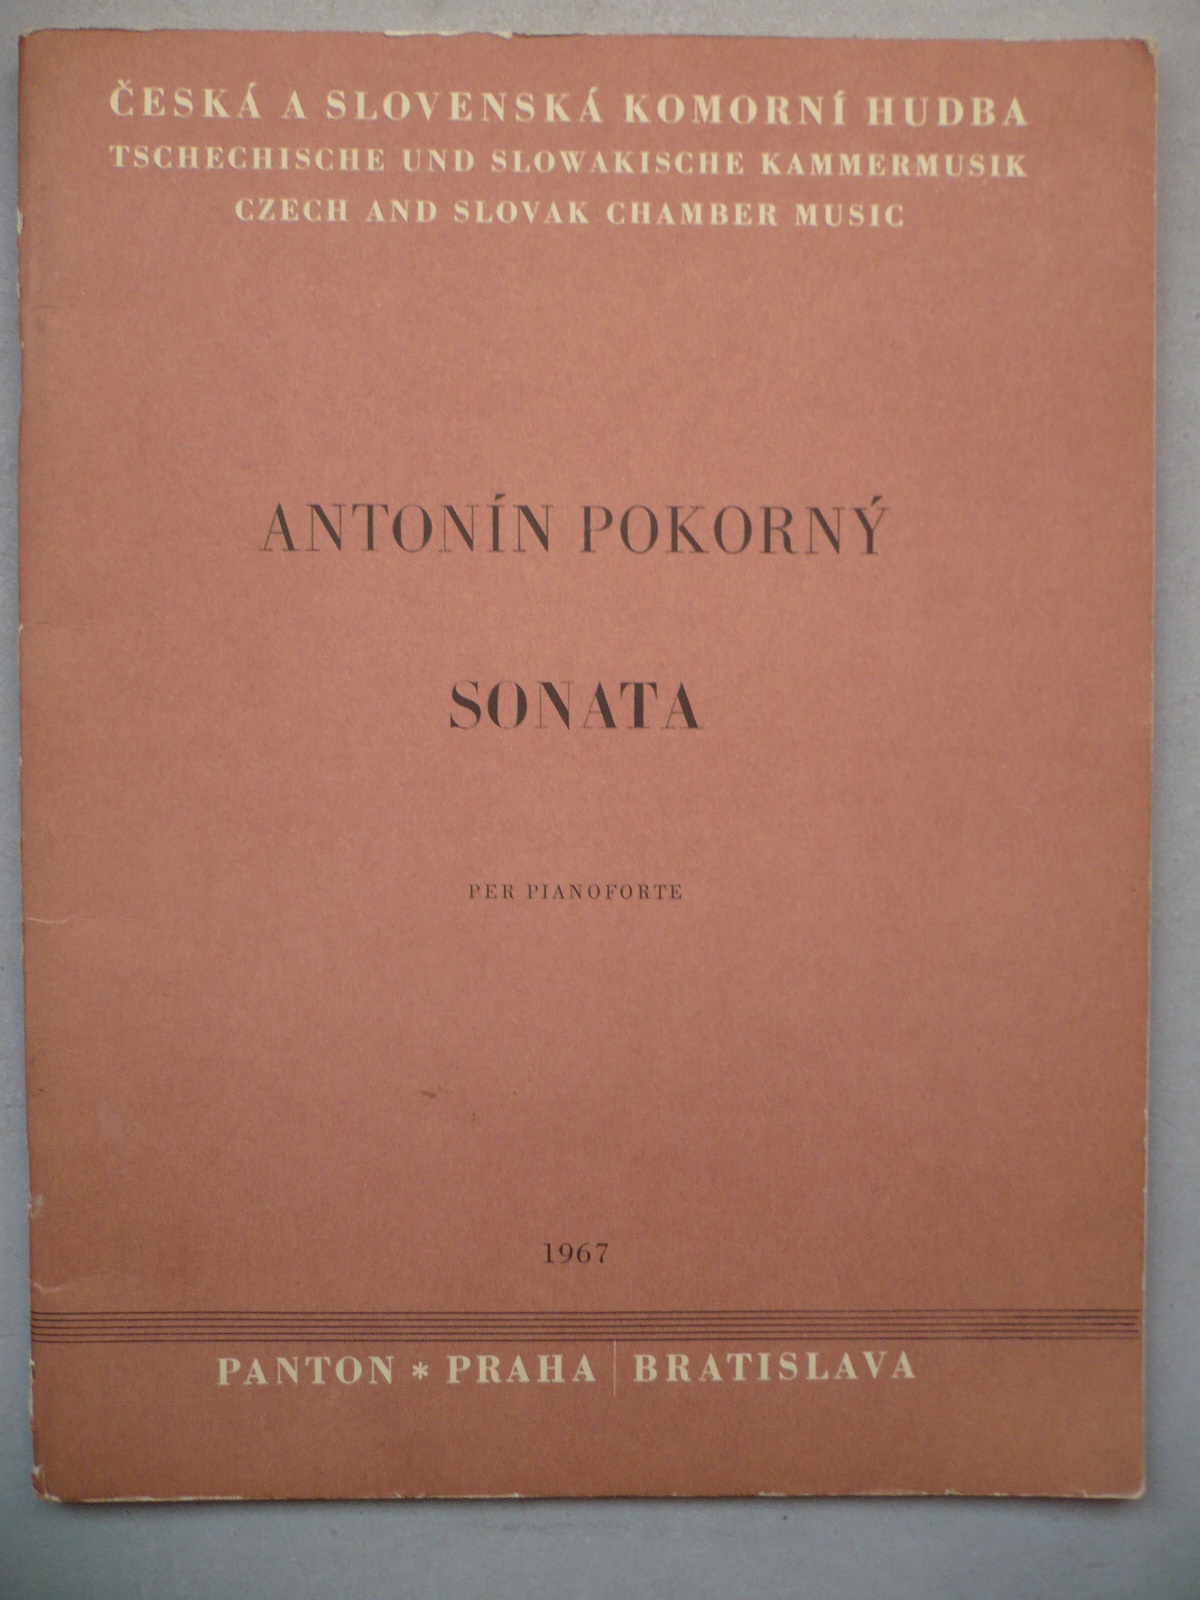 ČESKÁ A SLOVENSKÁ KOMORNÍ HUDBA
TSCHECHISCHE UND SLOWAKISCHE KAMMERMUSIK
CZECH AND SLOVAK CHAMBER MUSIC
ANTONÍN POKORNÝ
SONATA
PER PIANOFORTE
1967
PANTON * PRAHA | BRATISLAVA